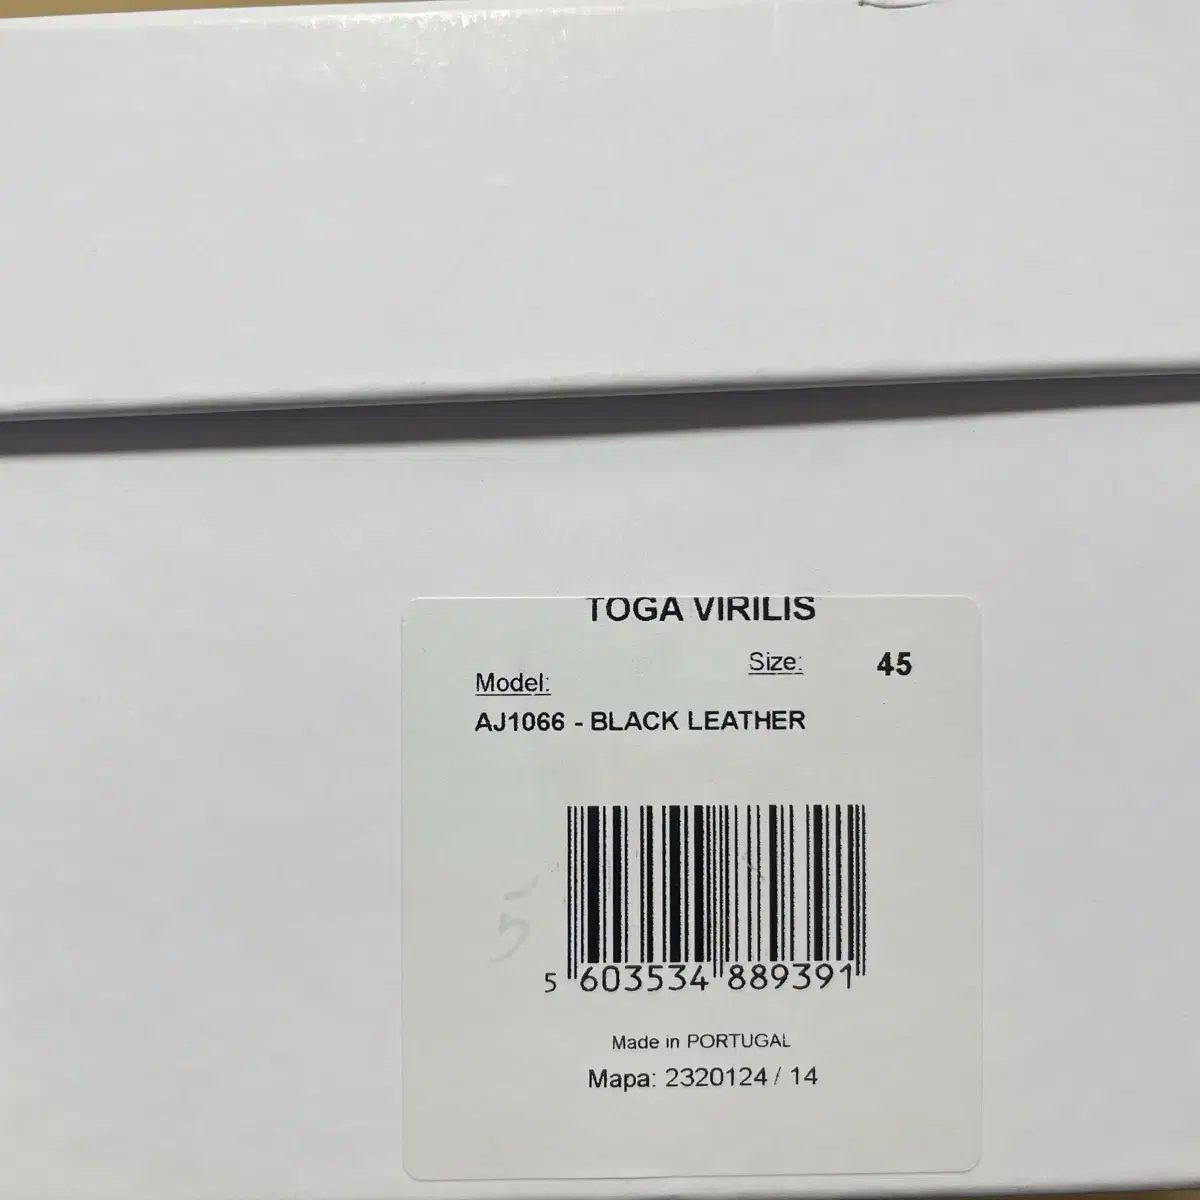 TOGA VIRILIS
Size: 45
Model:
AJ1066 - BLACK LEATHER
5
5 603534 889391
Made in PORTUGAL
Mapa: 2320124 / 14